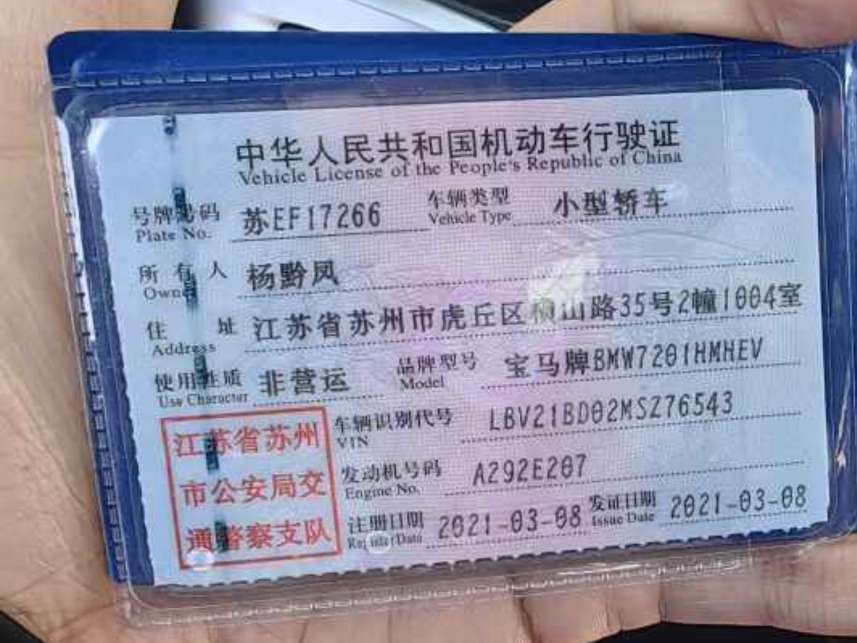 中华人民共和国机动车行驶证
Vehicle License of the People's Republic of China
号牌号码 苏EF17266 车辆类型 小型轿车
Plate No. Vehicle Type
所有人 杨黔凤
Owner
住址 江苏省苏州市虎丘区横山路35号2幢1004室
Address
使用性质 非营运 品牌型号 宝马牌BMW7201HMHEV
Use Character Model
江苏省苏州
市公安局交
通警察支队
车辆识别代号 LBV21BD02MSZ76543
VIN
发动机号码 A292E207
Engine No.
注册日期 2021-03-08 发证日期 2021-03-08
Register Date Issue Date